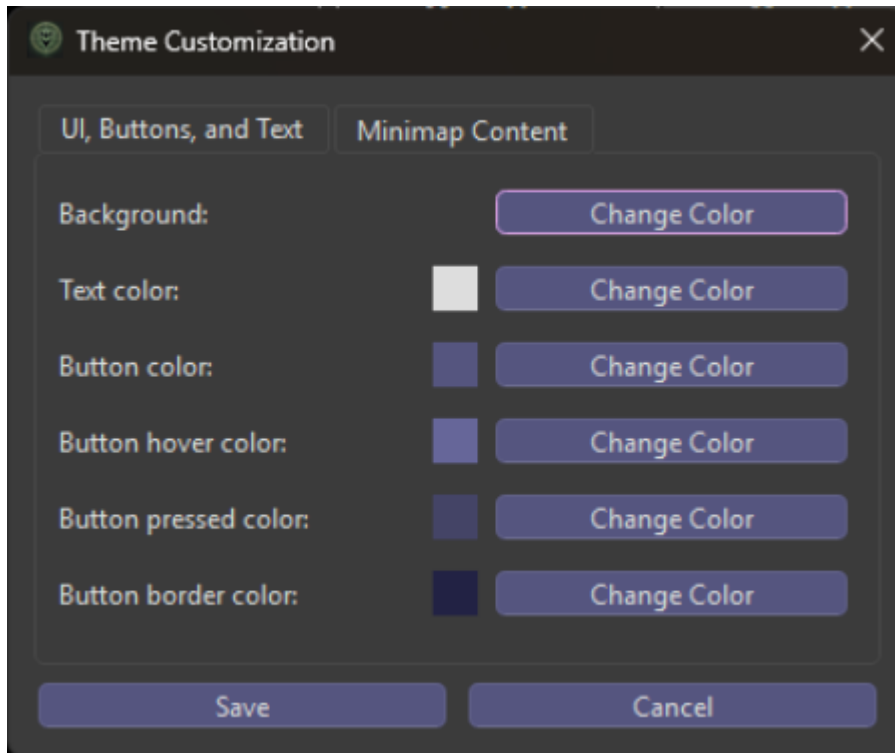 Theme Customization
UI, Buttons, and Text
Minimap Content
Background:
Change Color
Text color:
Change Color
Button color:
Change Color
Button hover color:
Change Color
Button pressed color:
Change Color
Button border color:
Change Color
Save
Cancel